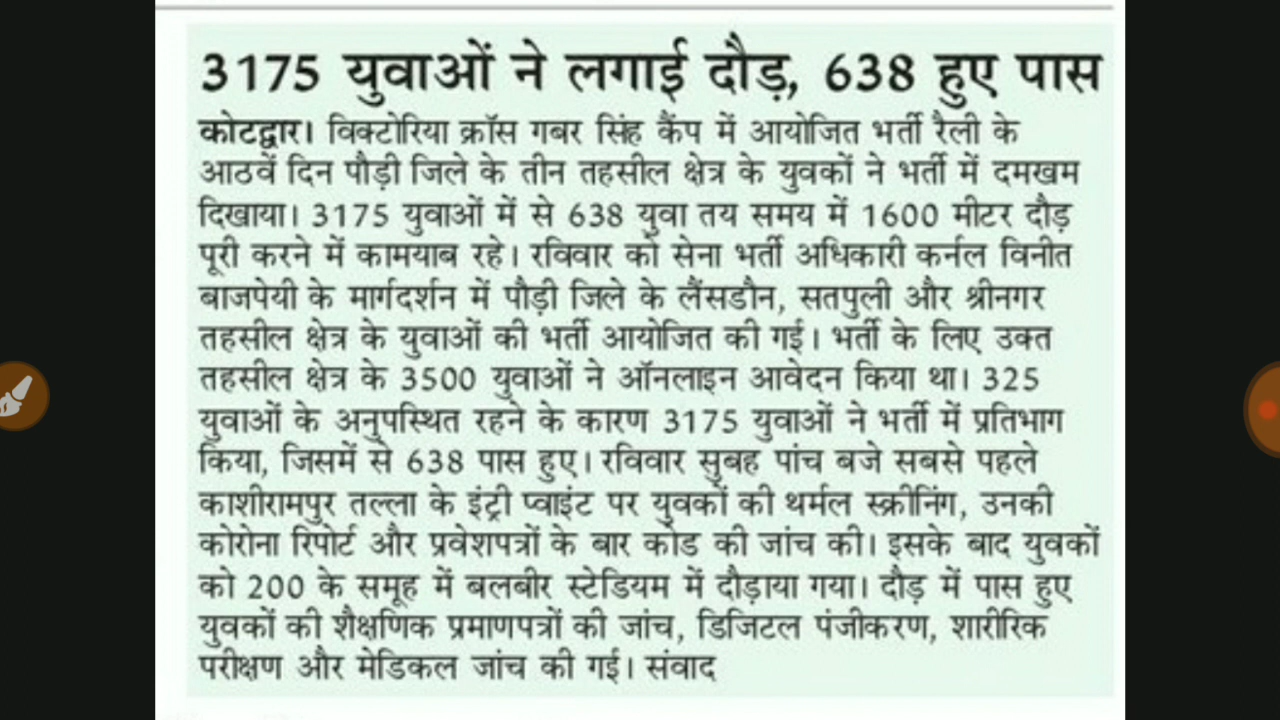 3175 युवाओं ने लगाई दौड़, 638 हुए पास
कोटद्वार। विक्टोरिया क्रॉस गबर सिंह कैंप में आयोजित भर्ती रैली के
आठवें दिन पौड़ी जिले के तीन तहसील क्षेत्र के युवकों ने भर्ती में दमखम
दिखाया। 3175 युवाओं में से 638 युवा तय समय में 1600 मीटर दौड़
पूरी करने में कामयाब रहे। रविवार को सेना भर्ती अधिकारी कर्नल विनीत
बाजपेयी के मार्गदर्शन में पौड़ी जिले के लैंसडौन, सतपुली और श्रीनगर
तहसील क्षेत्र के युवाओं की भर्ती आयोजित की गई। भर्ती के लिए उक्त
तहसील क्षेत्र के 3500 युवाओं ने ऑनलाइन आवेदन किया था। 325
युवाओं के अनुपस्थित रहने के कारण 3175 युवाओं ने भर्ती में प्रतिभाग
किया, जिसमें से 638 पास हुए। रविवार सुबह पांच बजे सबसे पहले
काशीरामपुर तल्ला के इंट्री प्वाइंट पर युवकों की थर्मल स्क्रीनिंग, उनकी
कोरोना रिपोर्ट और प्रवेशपत्रों के बार कोड की जांच की। इसके बाद युवकों
को 200 के समूह में बलबीर स्टेडियम में दौड़ाया गया। दौड़ में पास हुए
युवकों की शैक्षणिक प्रमाणपत्रों की जांच, डिजिटल पंजीकरण, शारीरिक
परीक्षण और मेडिकल जांच की गई। संवाद